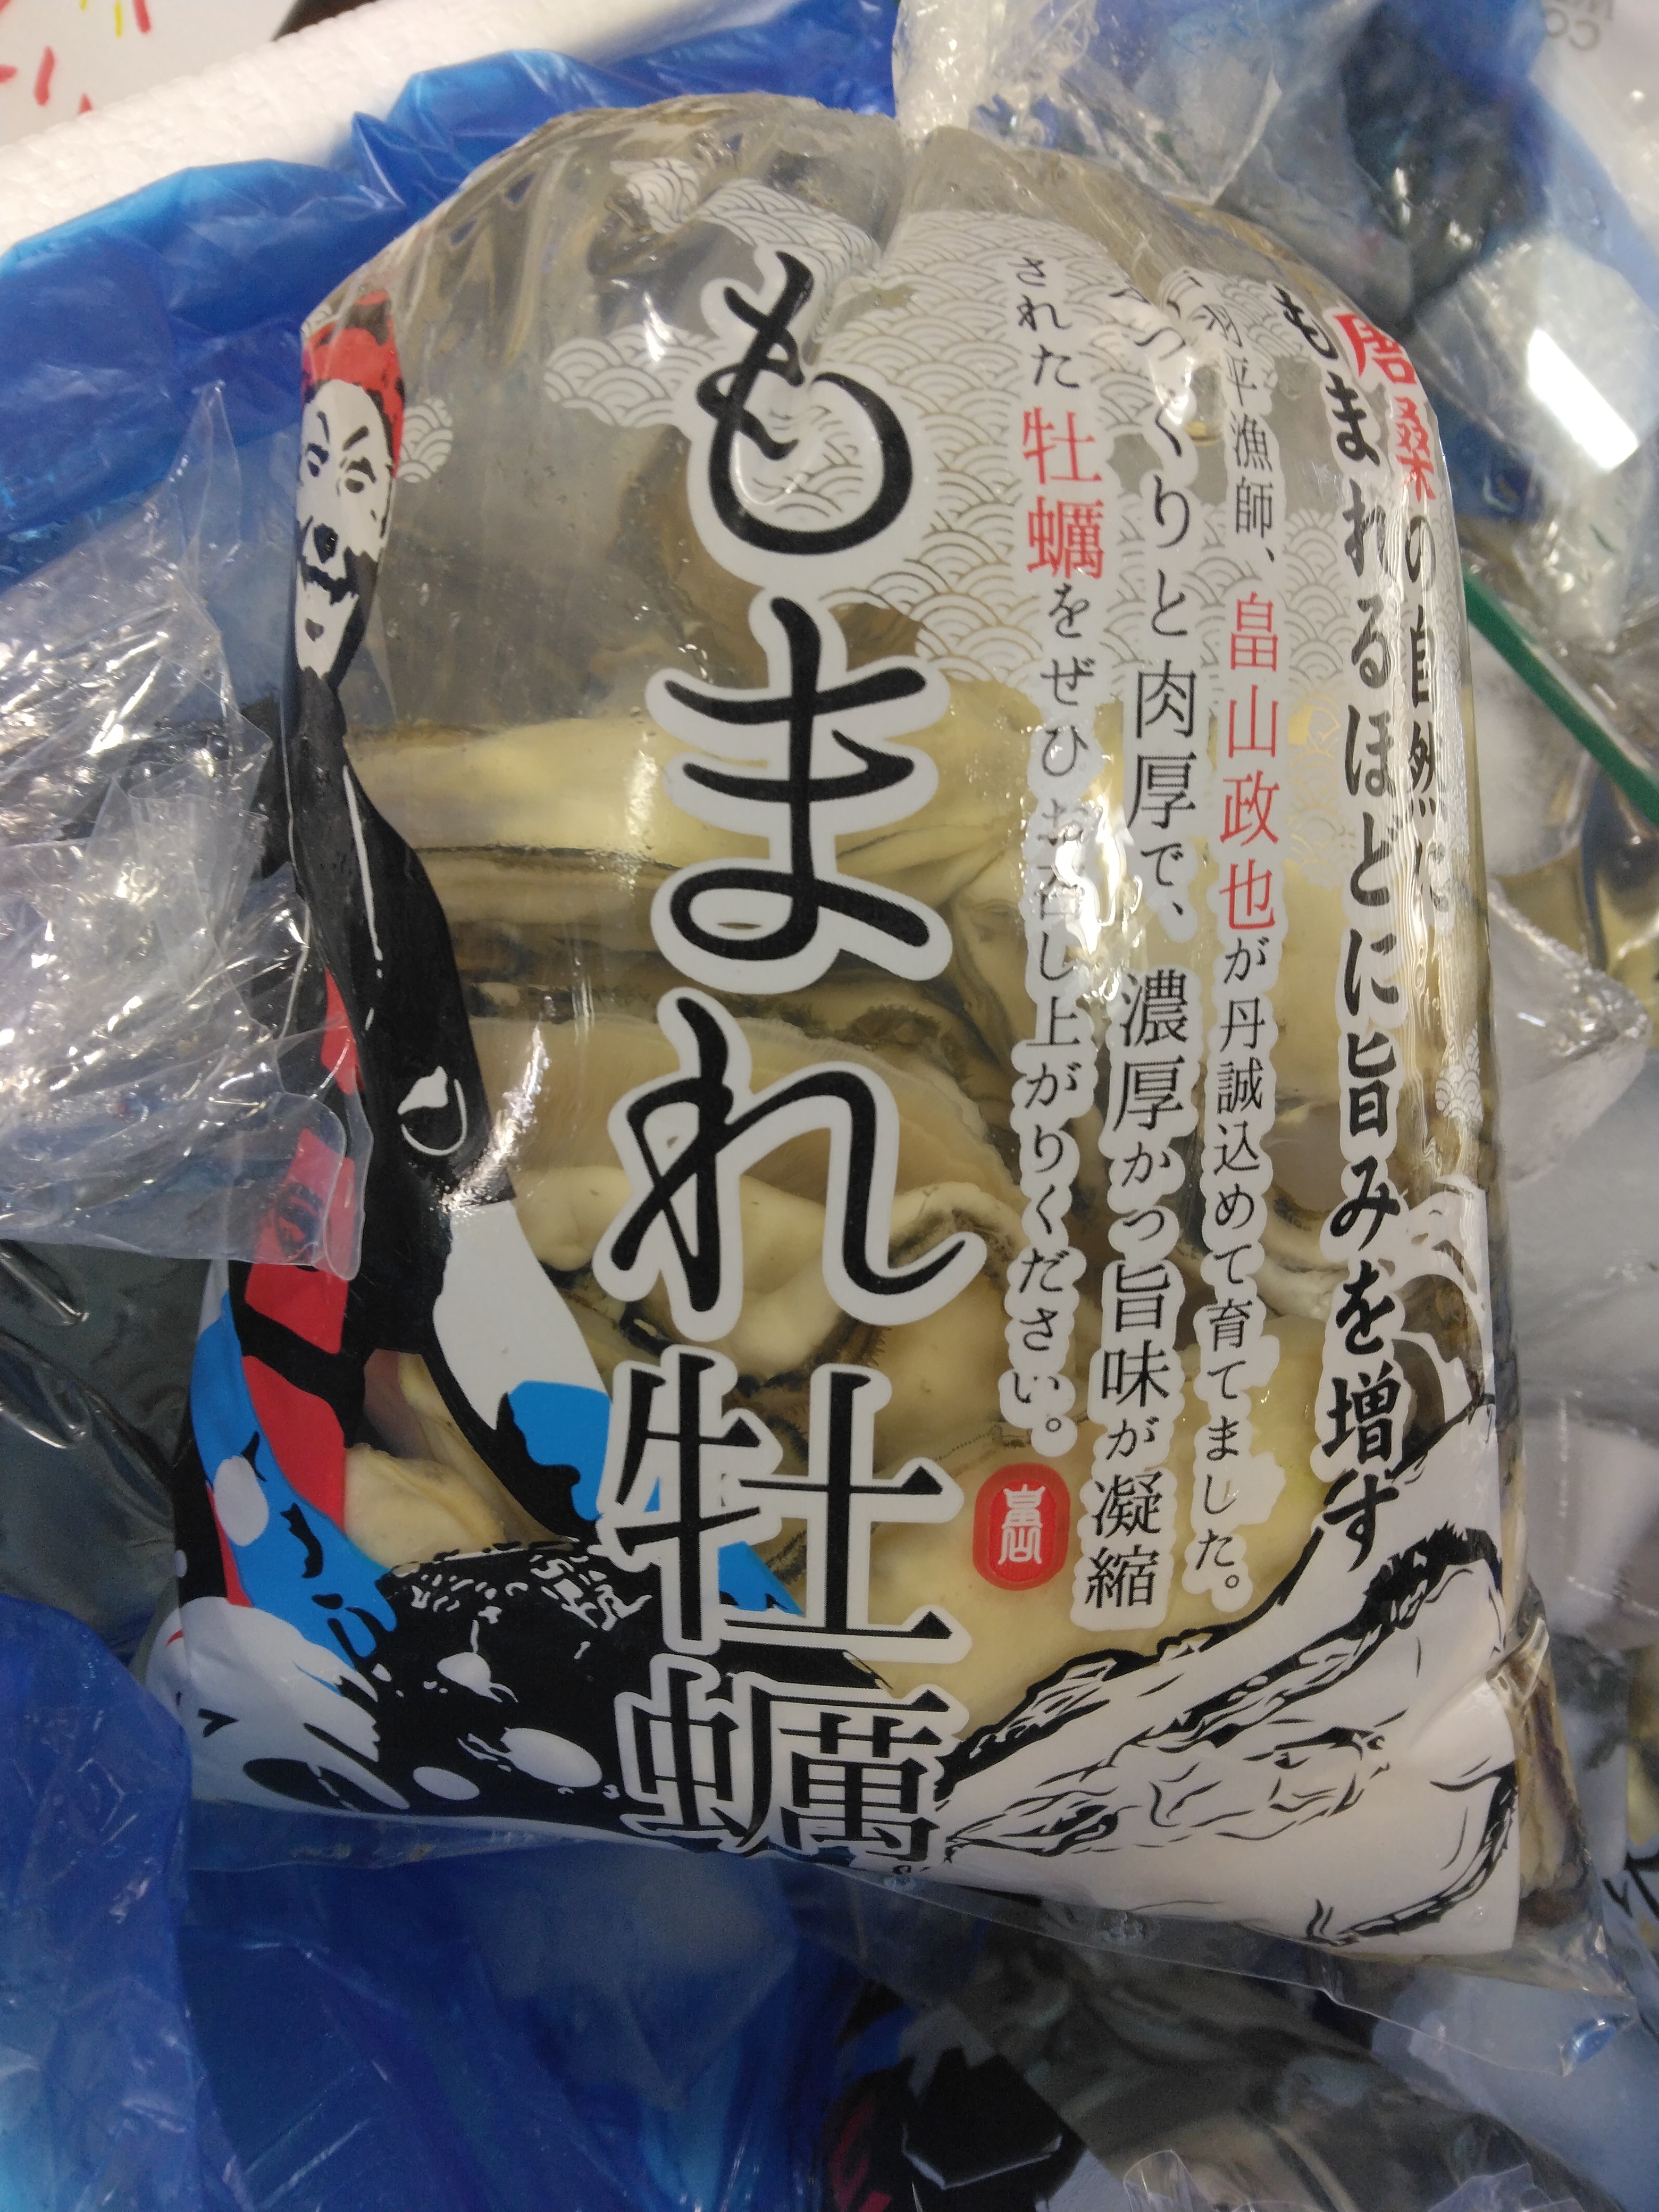 唐桑の自然に
もまれるほどに旨みを増す
漁師、畠山政也が丹誠込めて育てました。
ぷっくりと肉厚で、濃厚かつ旨味が凝縮
された牡蠣をぜひお召し上がりください。
畠山
もまれ牡蠣